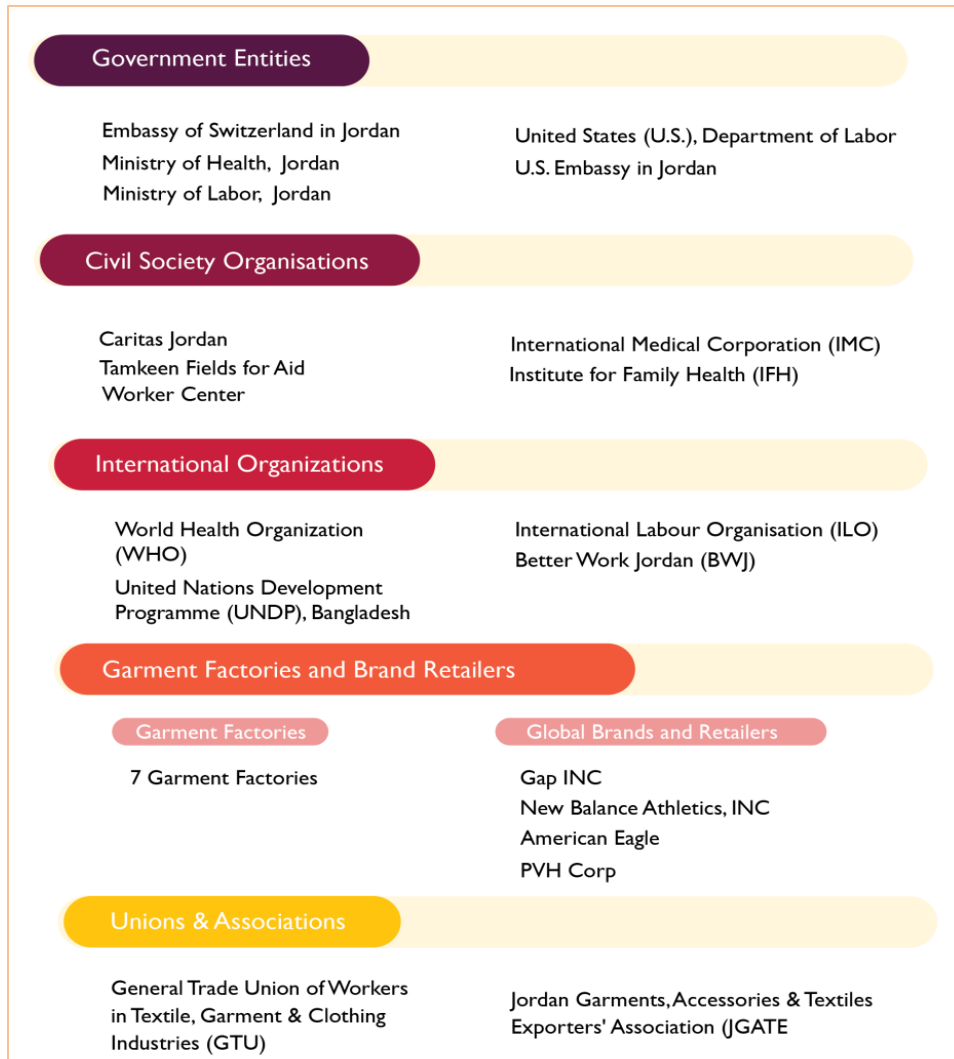 Government Entities
Embassy of Switzerland in Jordan
Ministry of Health, Jordan
Ministry of Labor, Jordan
United States (U.S.), Department of Labor
U.S. Embassy in Jordan
Civil Society Organisations
Caritas Jordan
Tamkeen Fields for Aid
Worker Center
International Medical Corporation (IMC)
Institute for Family Health (IFH)
International Organizations
World Health Organization
(WHO)
United Nations Development
Programme (UNDP), Bangladesh
International Labour Organisation (ILO)
Better Work Jordan (BWJ)
Garment Factories and Brand Retailers
Garment Factories
7 Garment Factories
Global Brands and Retailers
Gap INC
New Balance Athletics, INC
American Eagle
PVH Corp
Unions & Associations
General Trade Union of Workers
in Textile, Garment & Clothing
Industries (GTU)
Jordan Garments, Accessories & Textiles
Exporters' Association (JGATE